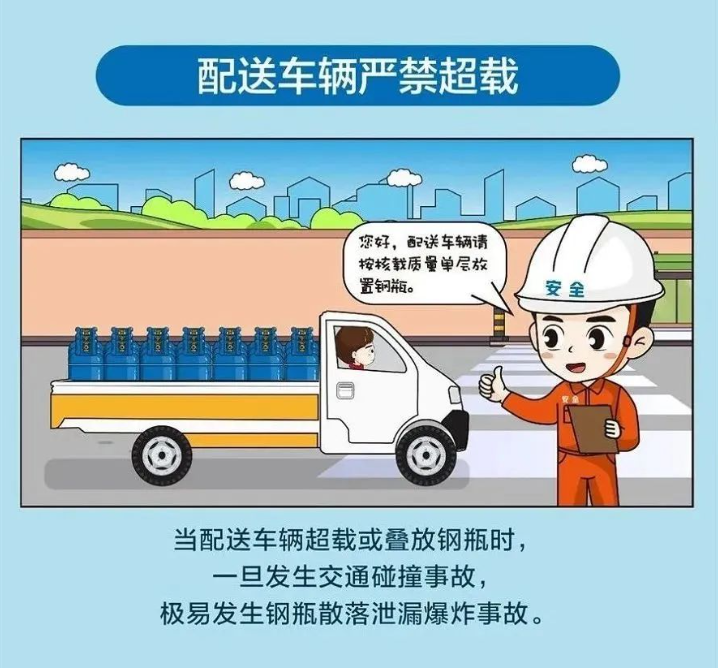 配送车辆严禁超载
您好，配送车辆请
按核载质量单层放
置钢瓶。
安全
安全
当配送车辆超载或叠放钢瓶时，
一旦发生交通碰撞事故，
极易发生钢瓶散落泄漏爆炸事故。